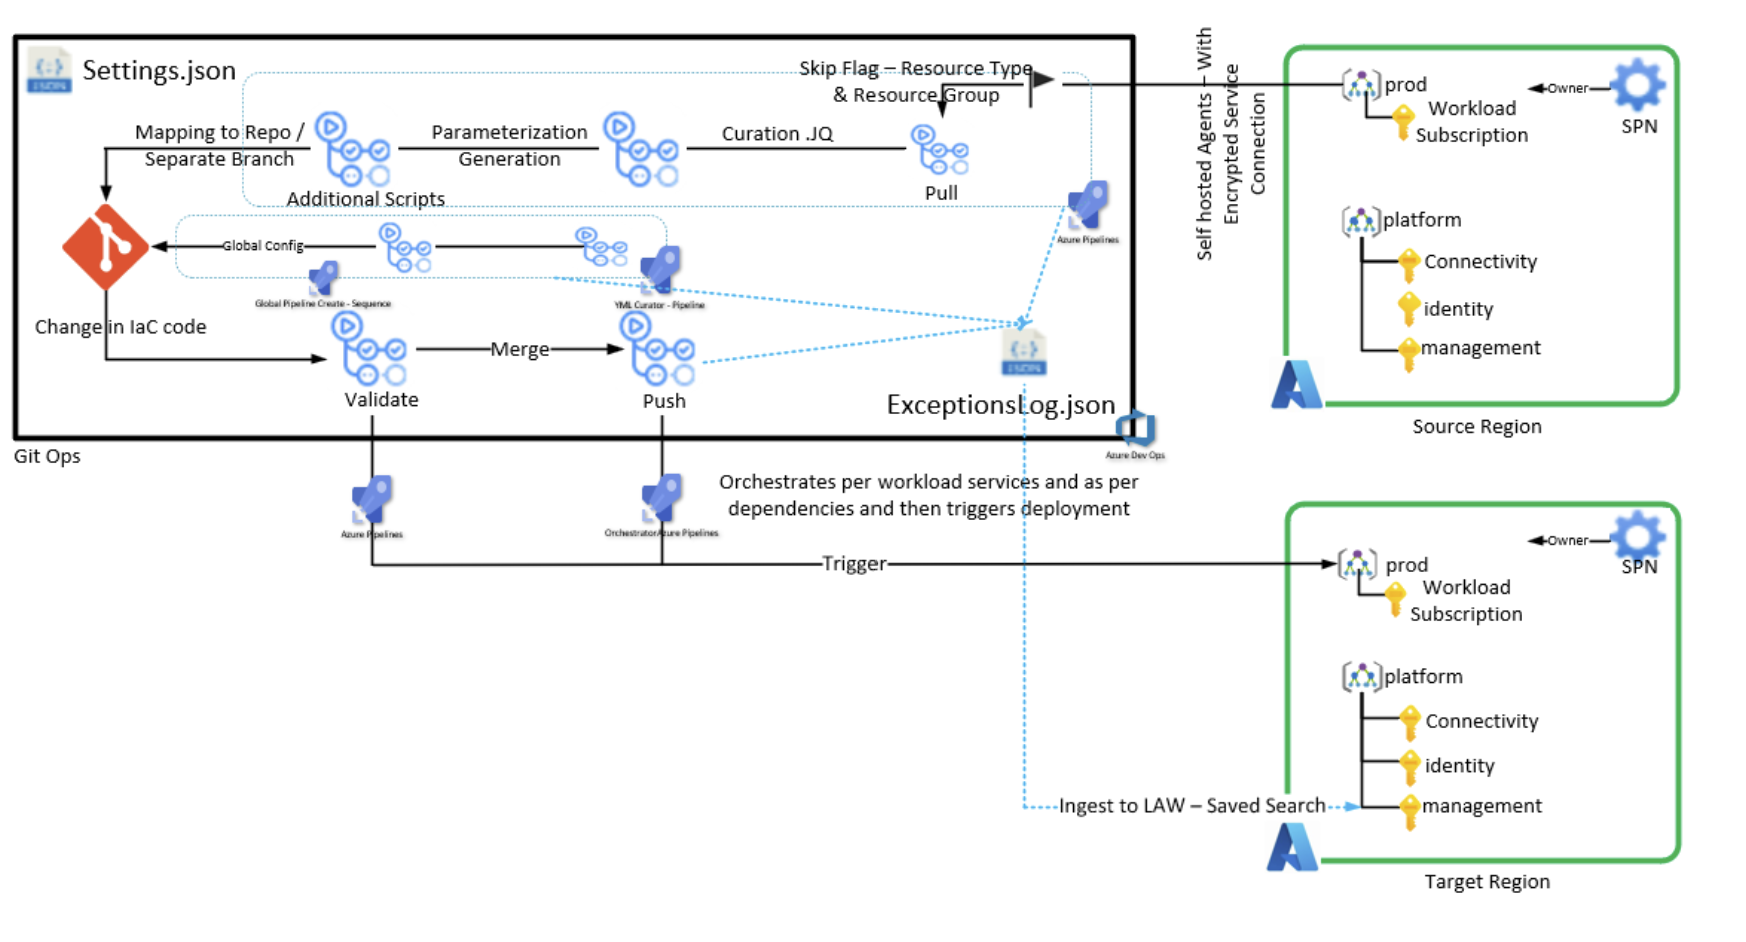 Settings.json
Skip Flag – Resource Type
& Resource Group
Mapping to Repo /
Separate Branch
Parameterization
Generation
Curation .JQ
Additional Scripts
Pull
Azure Pipelines
Global Config
Global Pipeline Create - Sequence
YML Curator - Pipeline
Change in IaC code
Merge
Validate
Push
ExceptionsLog.json
Azure Dev Ops
Git Ops
Azure Pipelines
Orchestrator Azure Pipelines
Orchestrates per workload services and as per
dependencies and then triggers deployment
Trigger
Ingest to LAW – Saved Search
Self hosted Agents – With
Encrypted Service
Connection
prod
Workload
Subscription
Owner
SPN
platform
Connectivity
identity
management
Source Region
prod
Workload
Subscription
Owner
SPN
platform
Connectivity
identity
management
Target Region